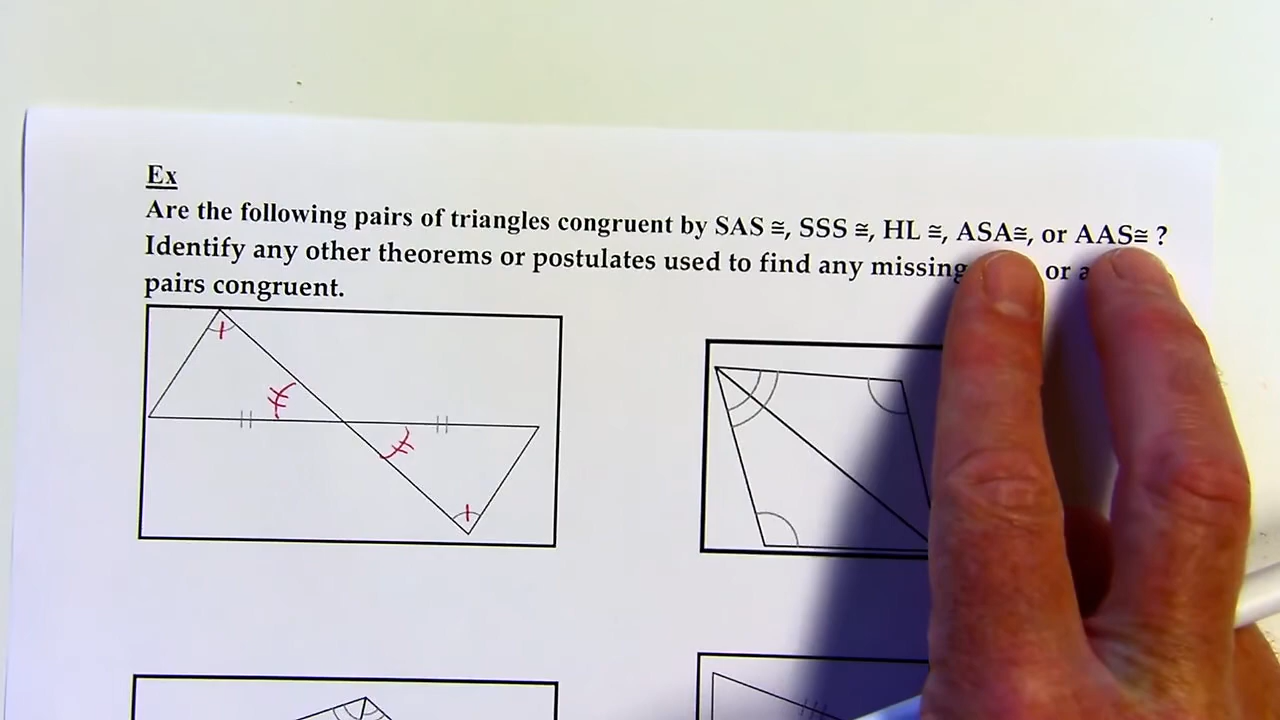 Ex
Are the following pairs of triangles congruent by SAS ≅, SSS ≅, HL ≅, ASA≅, or AAS≅ ?
Identify any other theorems or postulates used to find any missing or
pairs congruent.